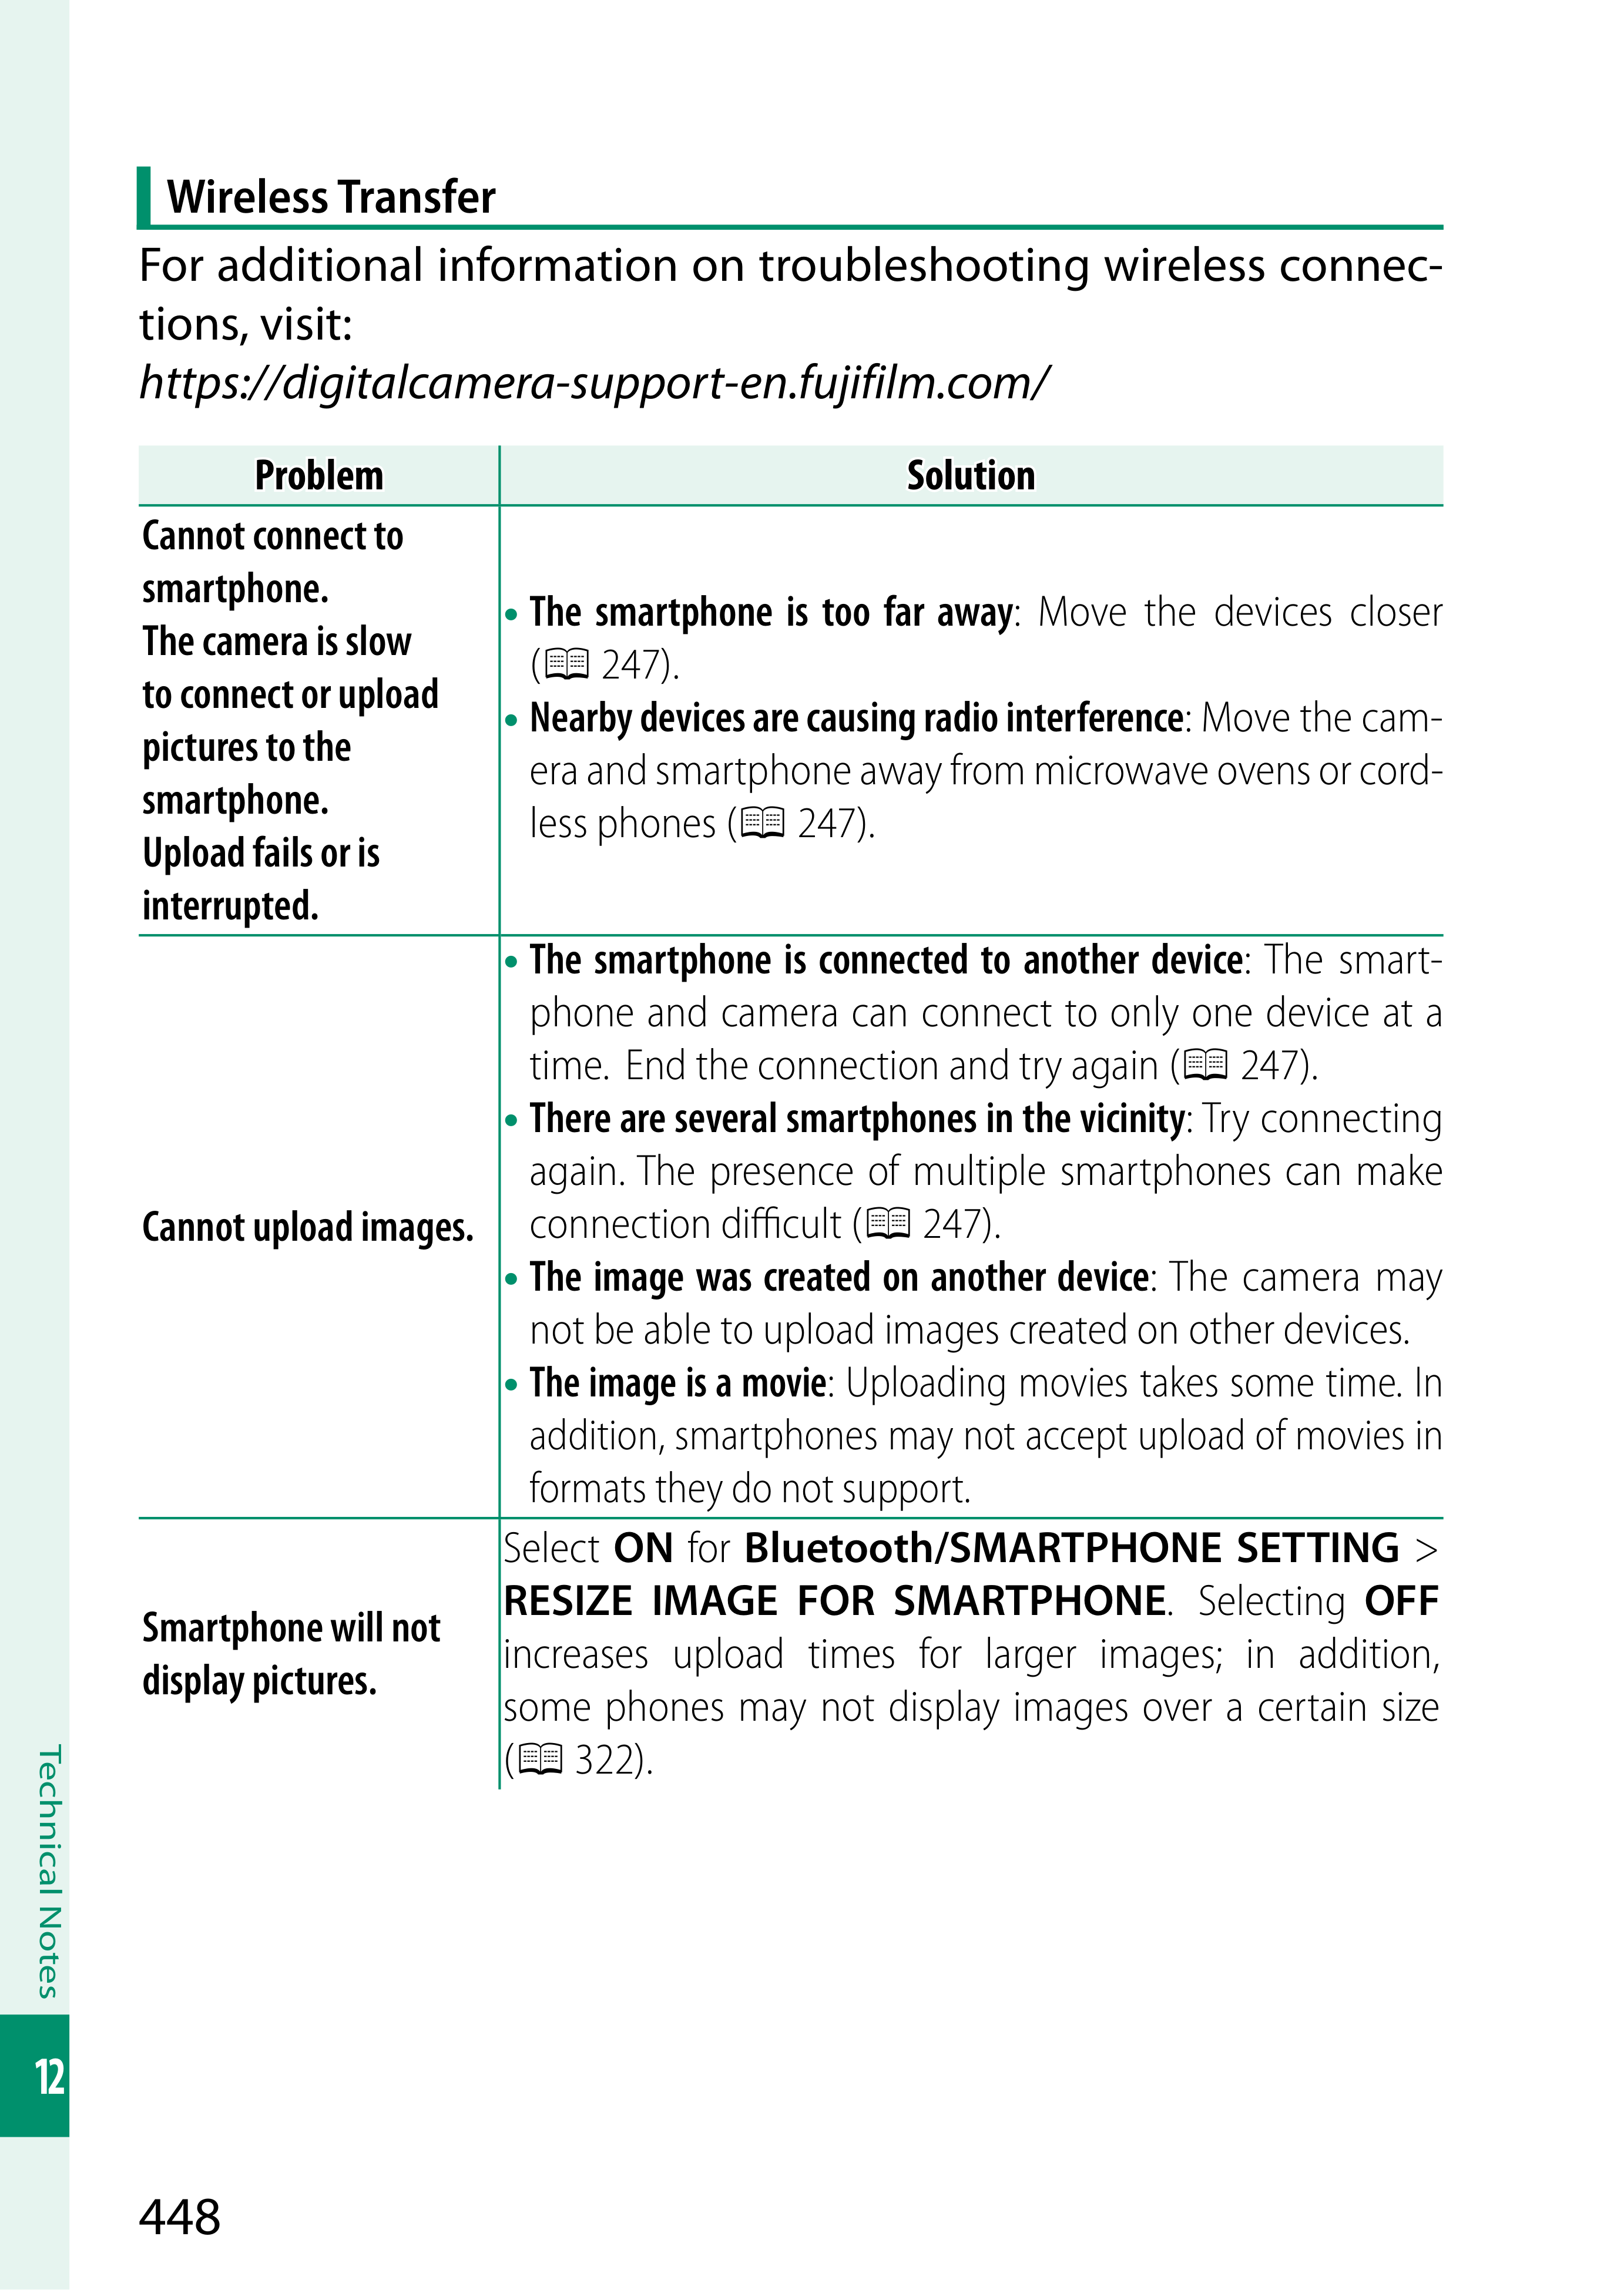 Wireless Transfer
For additional information on troubleshooting wireless connec-
tions, visit:
https://digitalcamera-support-en.fujifilm.com/
Problem
Solution
Cannot connect to
smartphone.
The camera is slow
to connect or upload
pictures to the
smartphone.
Upload fails or is
interrupted.
• The smartphone is too far away: Move the devices closer
( 247).
• Nearby devices are causing radio interference: Move the cam-
era and smartphone away from microwave ovens or cord-
less phones ( 247).
Cannot upload images.
• The smartphone is connected to another device: The smart-
phone and camera can connect to only one device at a
time. End the connection and try again ( 247).
• There are several smartphones in the vicinity: Try connecting
again. The presence of multiple smartphones can make
connection difficult ( 247).
• The image was created on another device: The camera may
not be able to upload images created on other devices.
• The image is a movie: Uploading movies takes some time. In
addition, smartphones may not accept upload of movies in
formats they do not support.
Smartphone will not
display pictures.
Select ON for Bluetooth/SMARTPHONE SETTING >
RESIZE IMAGE FOR SMARTPHONE. Selecting OFF
increases upload times for larger images; in addition,
some phones may not display images over a certain size
( 322).
Technical Notes
12
448